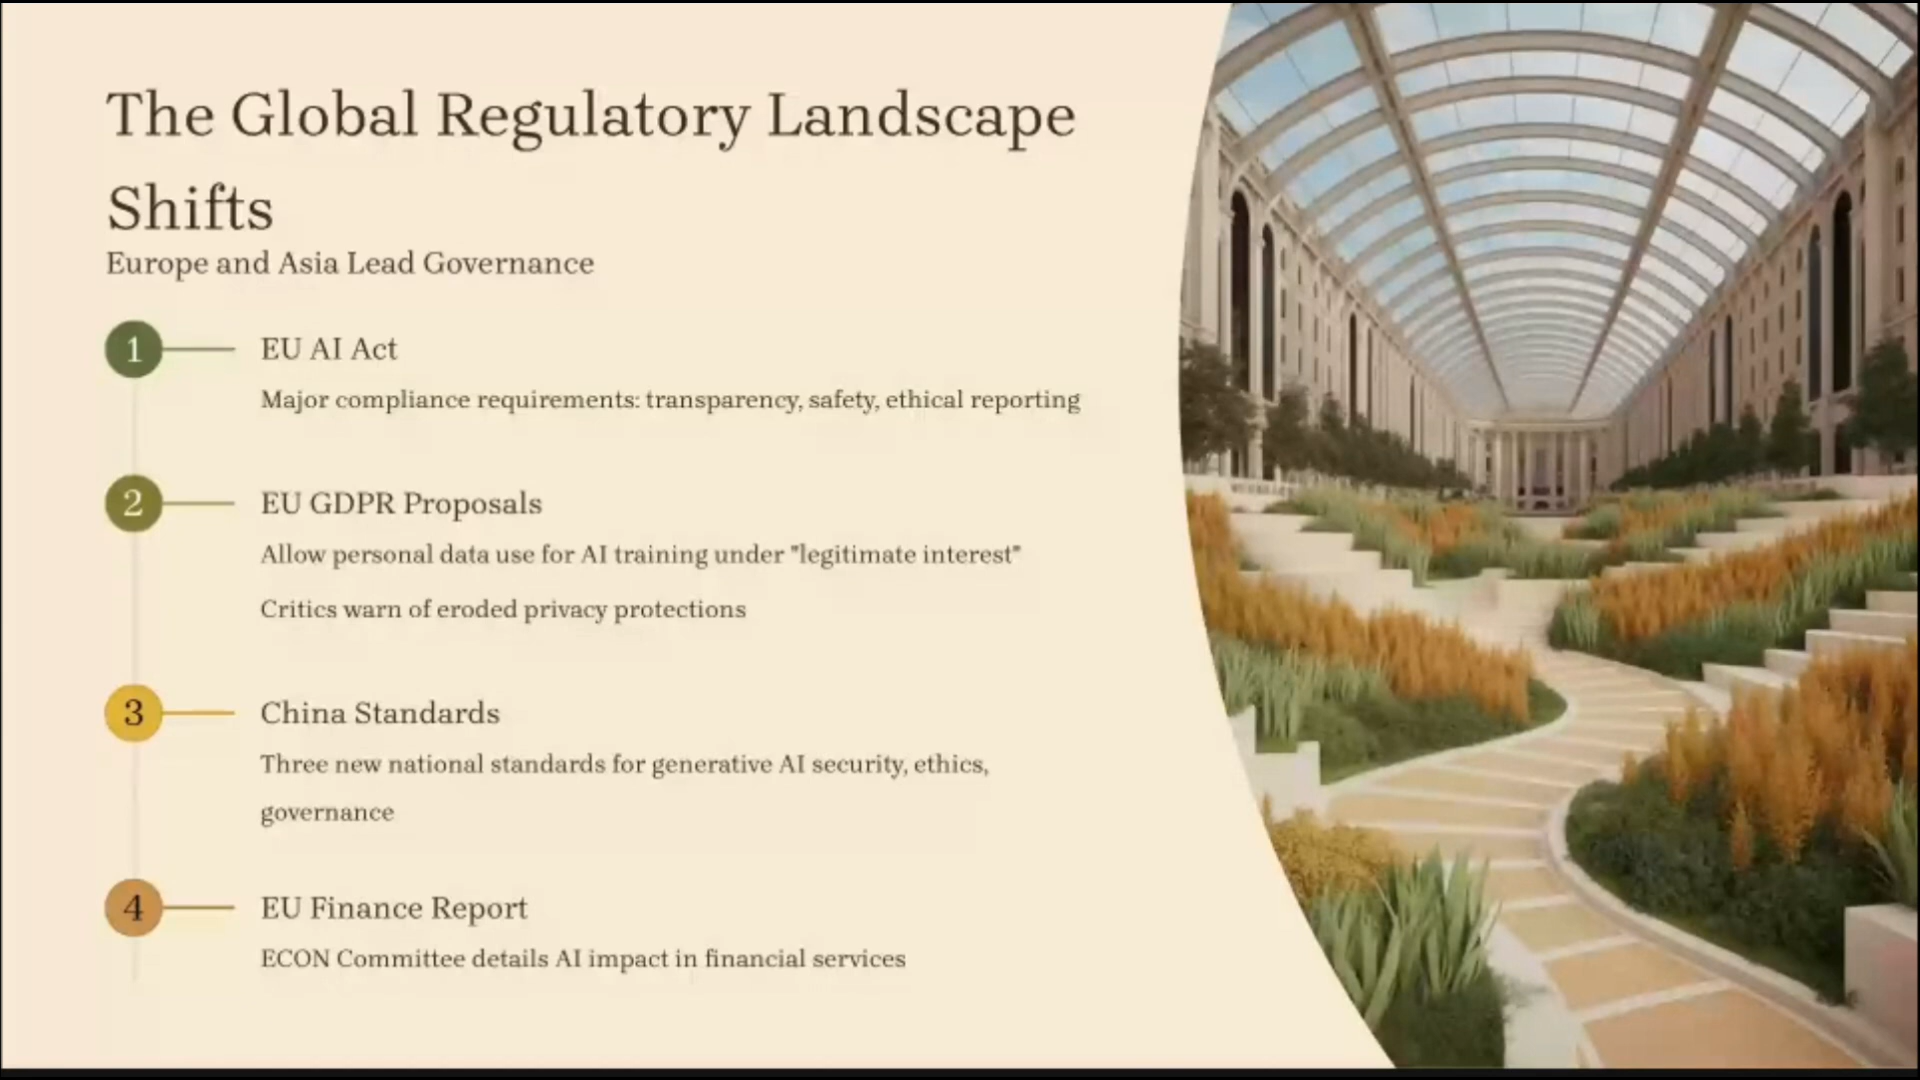 The Global Regulatory Landscape
Shifts
Europe and Asia Lead Governance
1
EU AI Act
Major compliance requirements: transparency, safety, ethical reporting
2
EU GDPR Proposals
Allow personal data use for AI training under "legitimate interest"
Critics warn of eroded privacy protections
3
China Standards
Three new national standards for generative AI security, ethics,
governance
4
EU Finance Report
ECON Committee details AI impact in financial services